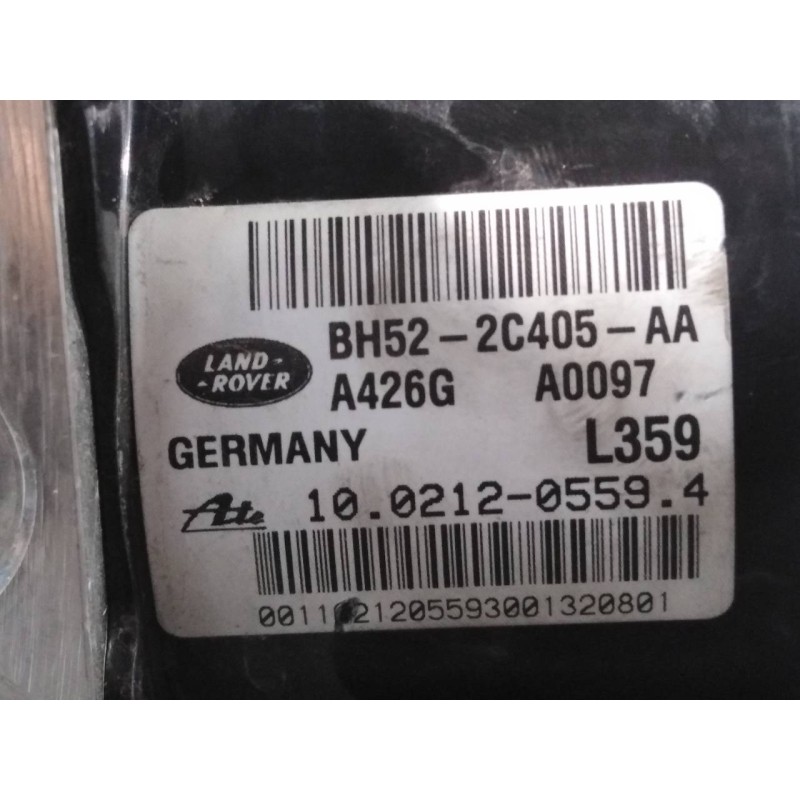 BH52-2C405-AA
LAND-
-ROVER
A426G A0097
GERMANY L359
Ate 10.0212-0559.4